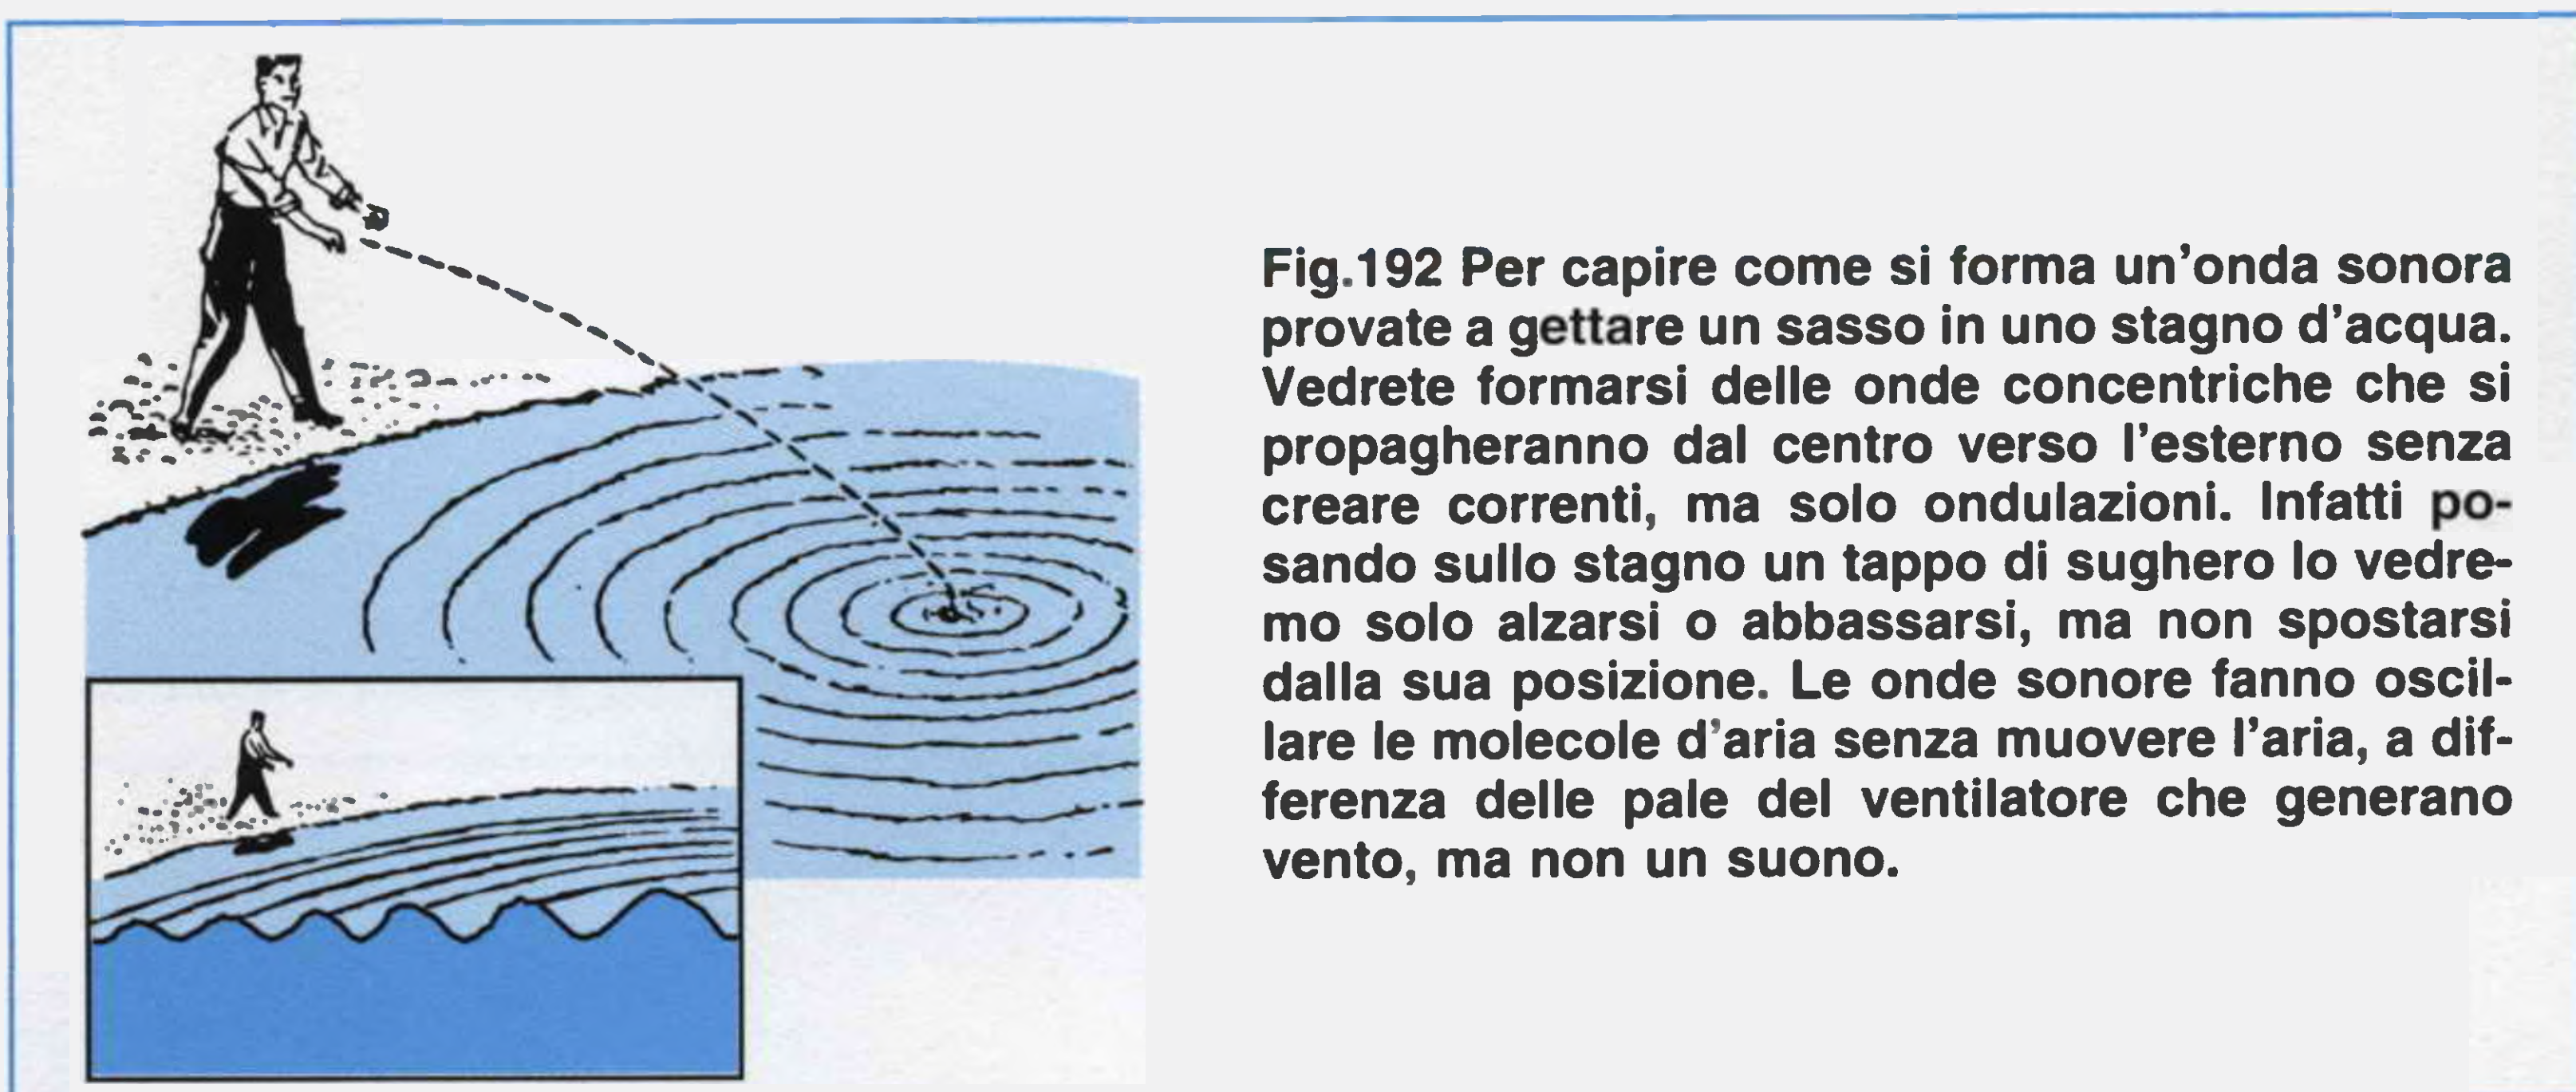 Fig.192 Per capire come si forma un'onda sonora
provate a gettare un sasso in uno stagno d'acqua.
Vedrete formarsi delle onde concentriche che si
propagheranno dal centro verso l'esterno senza
creare correnti, ma solo ondulazioni. Infatti po-
sando sullo stagno un tappo di sughero lo vedre-
mo solo alzarsi o abbassarsi, ma non spostarsi
dalla sua posizione. Le onde sonore fanno oscil-
lare le molecole d'aria senza muovere l'aria, a dif-
ferenza delle pale del ventilatore che generano
vento, ma non un suono.